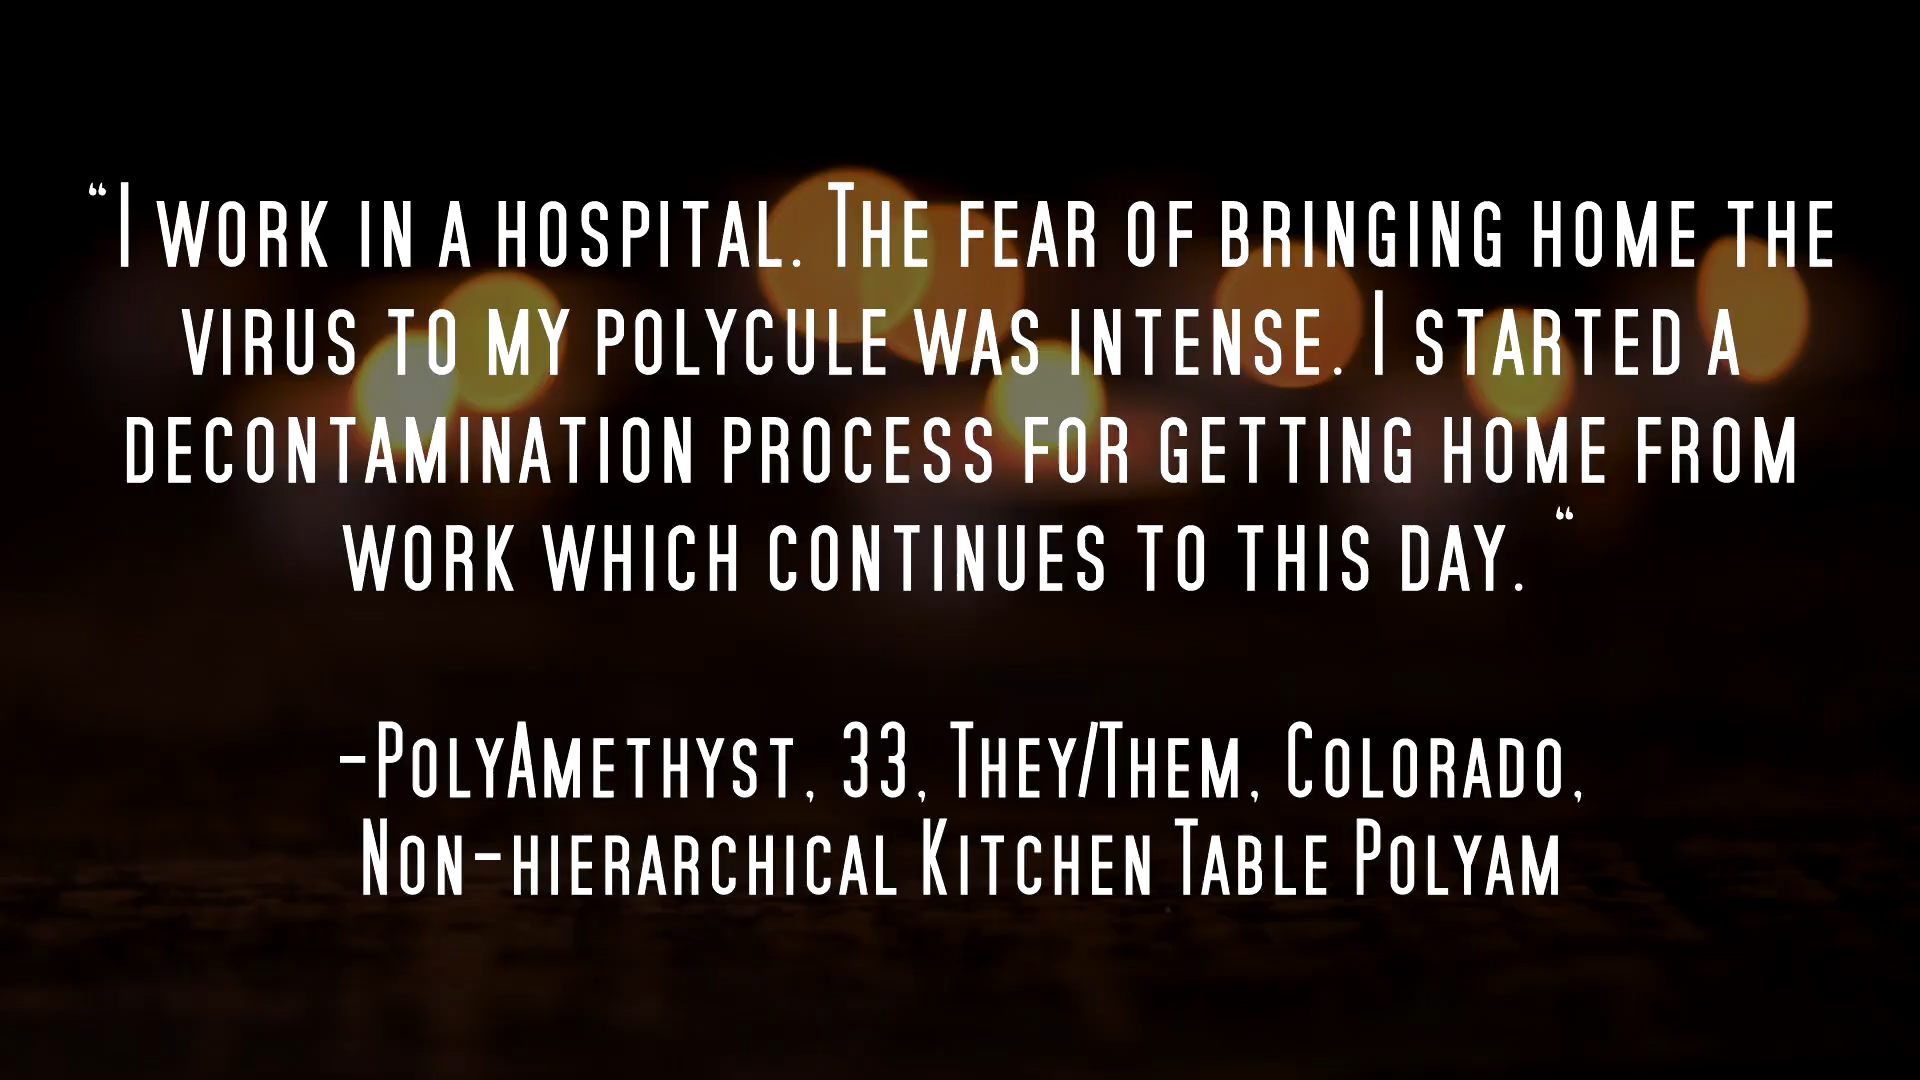 “I work in a hospital. The fear of bringing home the
virus to my polycule was intense. I started a
decontamination process for getting home from
work which continues to this day. “
-PolyAmethyst, 33, They/Them, Colorado,
Non-hierarchical Kitchen Table Polyam